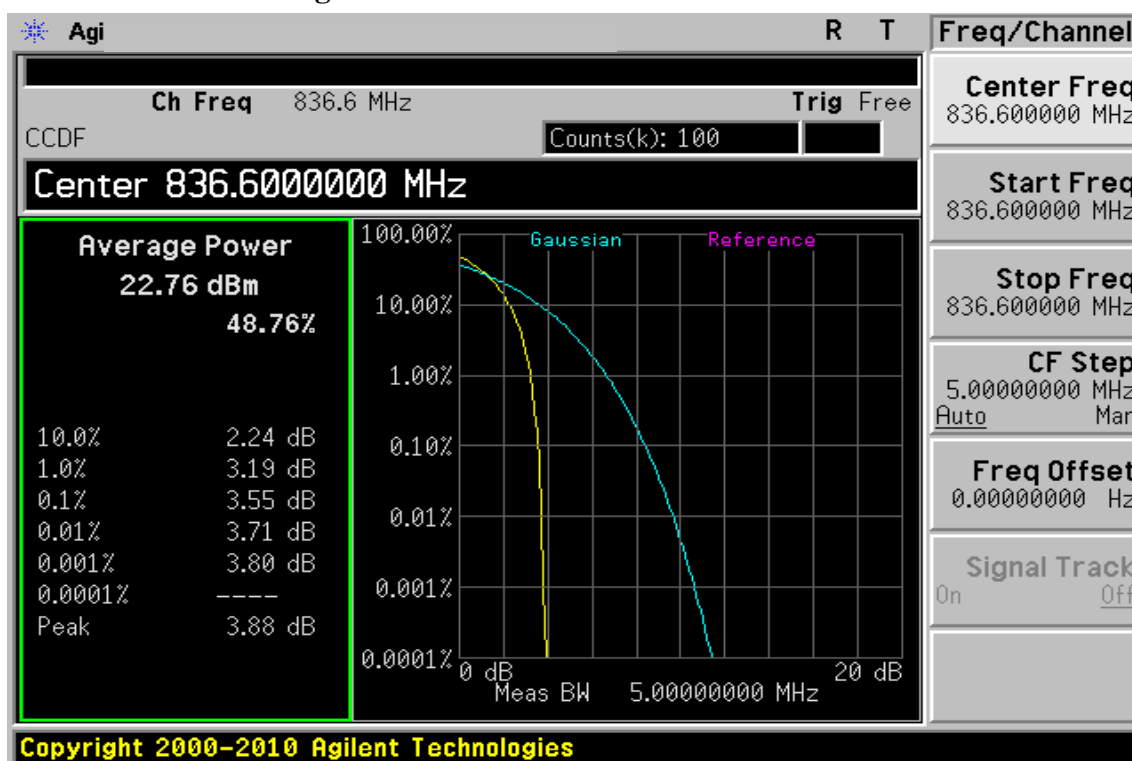 Agi R T Freq/Channel
Ch Freq 836.6 MHz Trig Free
CCDF Counts(k): 100
Center 836.6000000 MHz
Average Power
22.76 dBm
48.76%
10.0% 2.24 dB
1.0% 3.19 dB
0.1% 3.55 dB
0.01% 3.71 dB
0.001% 3.80 dB
0.0001% ----
Peak 3.88 dB
Gaussian Reference
100.00%
10.00%
1.00%
0.10%
0.01%
0.001%
0.0001%
0 dB 20 dB
Meas BW 5.00000000 MHz
Center Freq
836.600000 MHz
Start Freq
836.600000 MHz
Stop Freq
836.600000 MHz
CF Step
5.00000000 MHz
Auto Man
Freq Offset
0.00000000 Hz
Signal Track
On Off
Copyright 2000-2010 Agilent Technologies